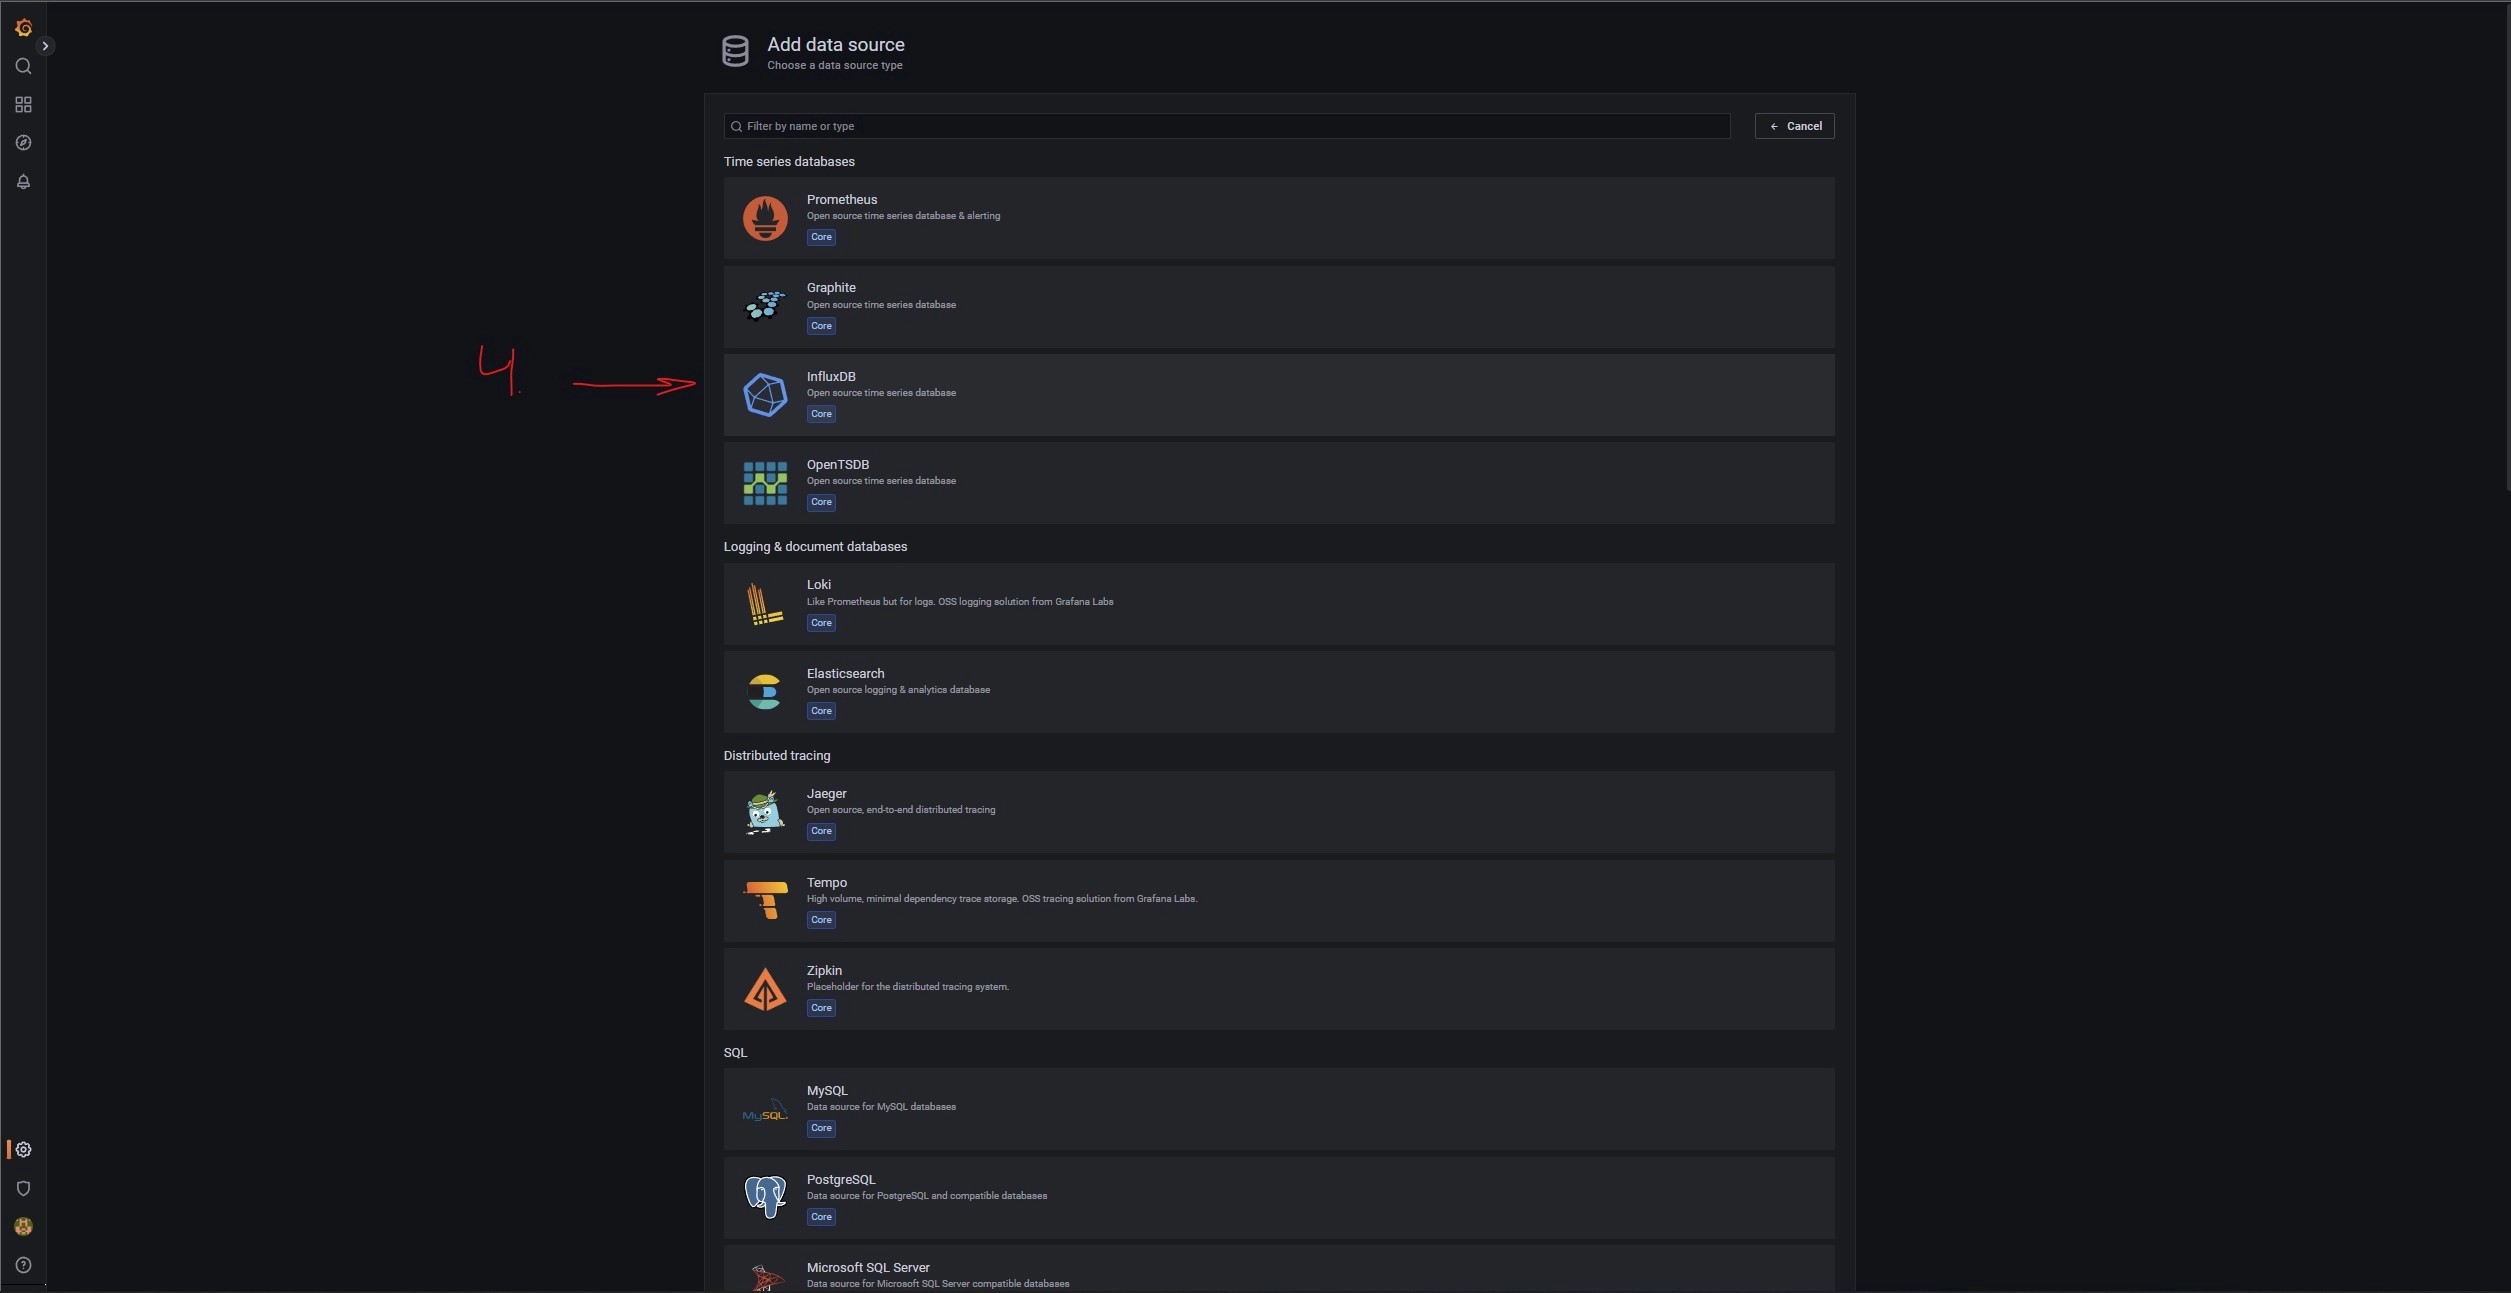 Add data source
Choose a data source type
Filter by name or type
Cancel
Time series databases
Prometheus
Open source time series database & alerting
Core
Graphite
Open source time series database
Core
4.
InfluxDB
Open source time series database
Core
OpenTSDB
Open source time series database
Core
Logging & document databases
Loki
Like Prometheus but for logs. OSS logging solution from Grafana Labs
Core
Elasticsearch
Open source logging & analytics database
Core
Distributed tracing
Jaeger
Open source, end-to-end distributed tracing
Core
Tempo
High volume, minimal dependency trace storage. OSS tracing solution from Grafana Labs.
Core
Zipkin
Placeholder for the distributed tracing system.
Core
SQL
MySQL
MySQL
Data source for MySQL databases
Core
PostgreSQL
Data source for PostgreSQL and compatible databases
Core
Microsoft SQL Server
Data source for Microsoft SQL Server compatible databases